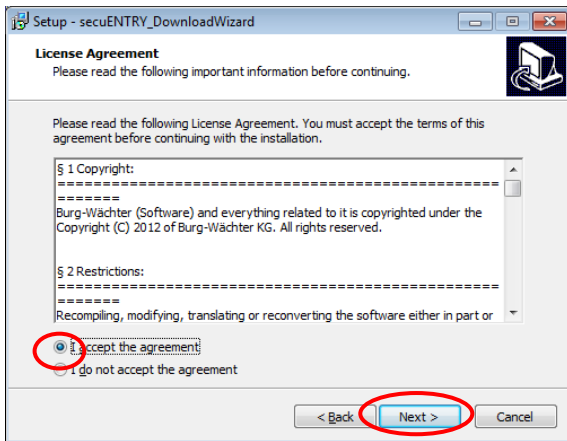 Setup - secuENTRY_DownloadWizard
License Agreement
Please read the following important information before continuing.
Please read the following License Agreement. You must accept the terms of this
agreement before continuing with the installation.
§ 1 Copyright:
=================================================
=======
Burg-Wächter (Software) and everything related to it is copyrighted under the
Copyright (C) 2012 of Burg-Wächter KG. All rights reserved.
§ 2 Restrictions:
=================================================
=======
Recompiling, modifying, translating or reconverting the software either in part or
I accept the agreement
I do not accept the agreement
< Back
Next >
Cancel